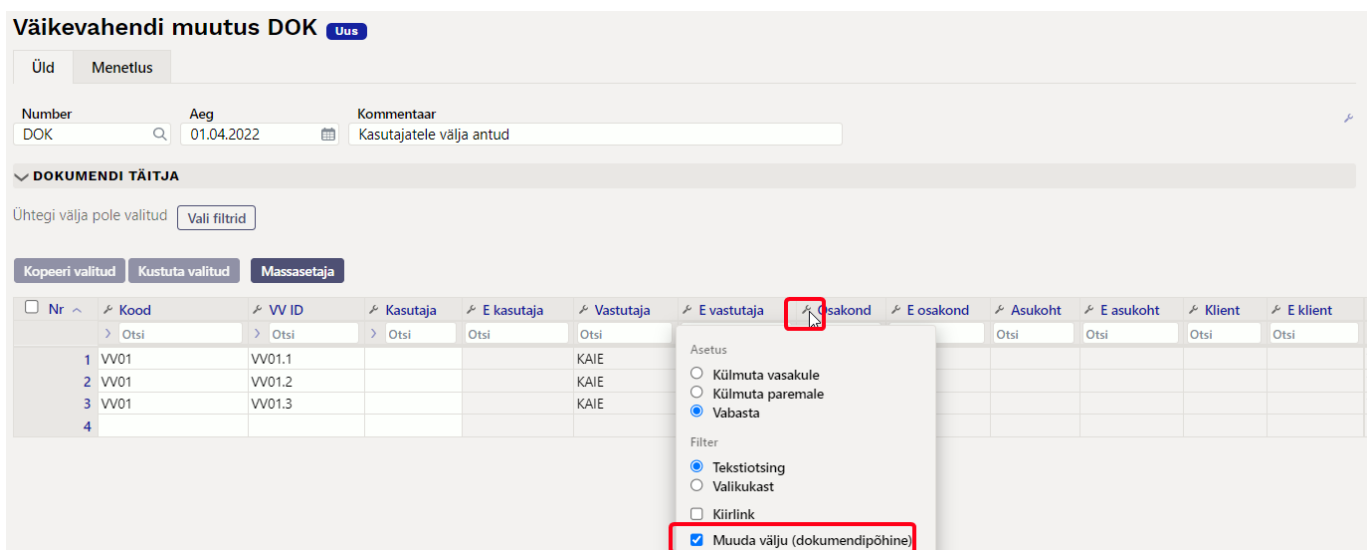 Väikevahendi muutus DOK Uus
Üld Menetlus
Number Aeg Kommentaar
DOK 01.04.2022 Kasutajatele välja antud
DOKUMENDI TÄITJA
Ühtegi välja pole valitud Vali filtrid
Kopeeri valitud Kustuta valitud Massasetaja
Nr Kood VV ID Kasutaja E kasutaja Vastutaja E vastutaja Osakond E osakond Asukoht E asukoht Klient E klient
> Otsi > Otsi > Otsi Otsi Otsi Otsi Otsi Otsi Otsi
1 VV01 VV01.1 KAIE
2 VV01 VV01.2 KAIE
3 VV01 VV01.3 KAIE
4
Asetus
Külmuta vasakule
Külmuta paremale
Vabasta
Filter
Tekstiotsing
Valikukast
Kiirlink
Muuda välju (dokumendipõhine)